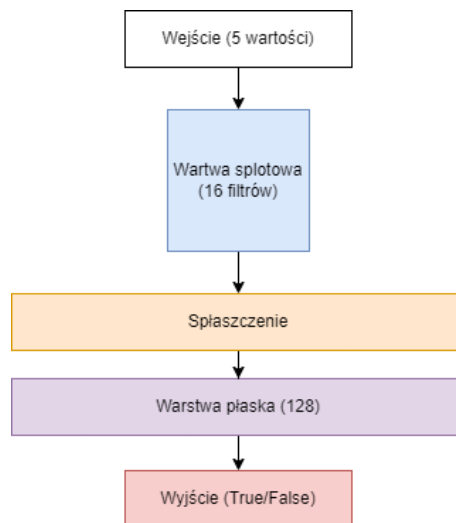 Wejście (5 wartości)
Wartwa splotowa
(16 filtrów)
Spłaszczenie
Warstwa płaska (128)
Wyjście (True/False)